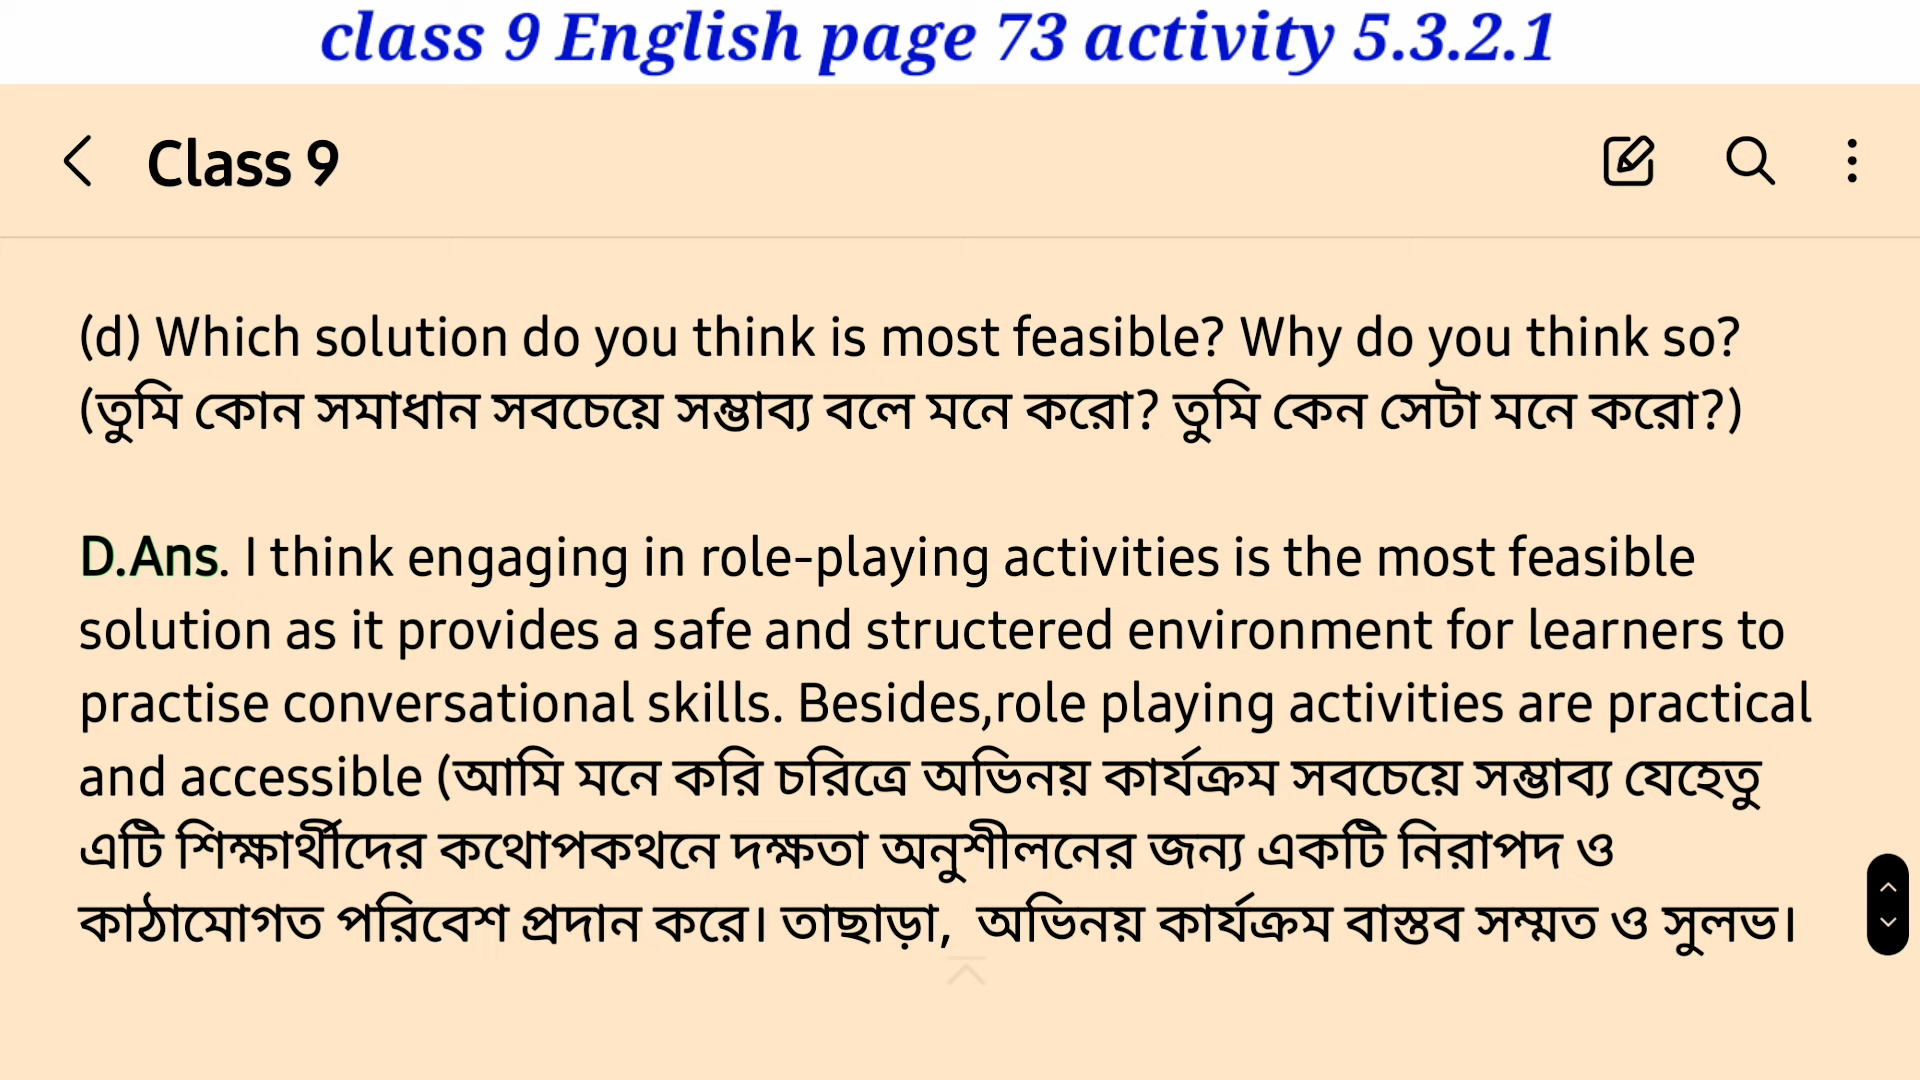 class 9 English page 73 activity 5.3.2.1
Class 9
(d) Which solution do you think is most feasible? Why do you think so?
(তুমি কোন সমাধান সবচেয়ে সম্ভাব্য বলে মনে করো? তুমি কেন সেটা মনে করো?)
D.Ans. I think engaging in role-playing activities is the most feasible
solution as it provides a safe and structered environment for learners to
practise conversational skills. Besides,role playing activities are practical
and accessible (আমি মনে করি চরিত্রে অভিনয় কার্যক্রম সবচেয়ে সম্ভাব্য যেহেতু
এটি শিক্ষার্থীদের কথোপকথনে দক্ষতা অনুশীলনের জন্য একটি নিরাপদ ও
কাঠামোগত পরিবেশ প্রদান করে। তাছাড়া, অভিনয় কার্যক্রম বাস্তব সম্মত ও সুলভ।